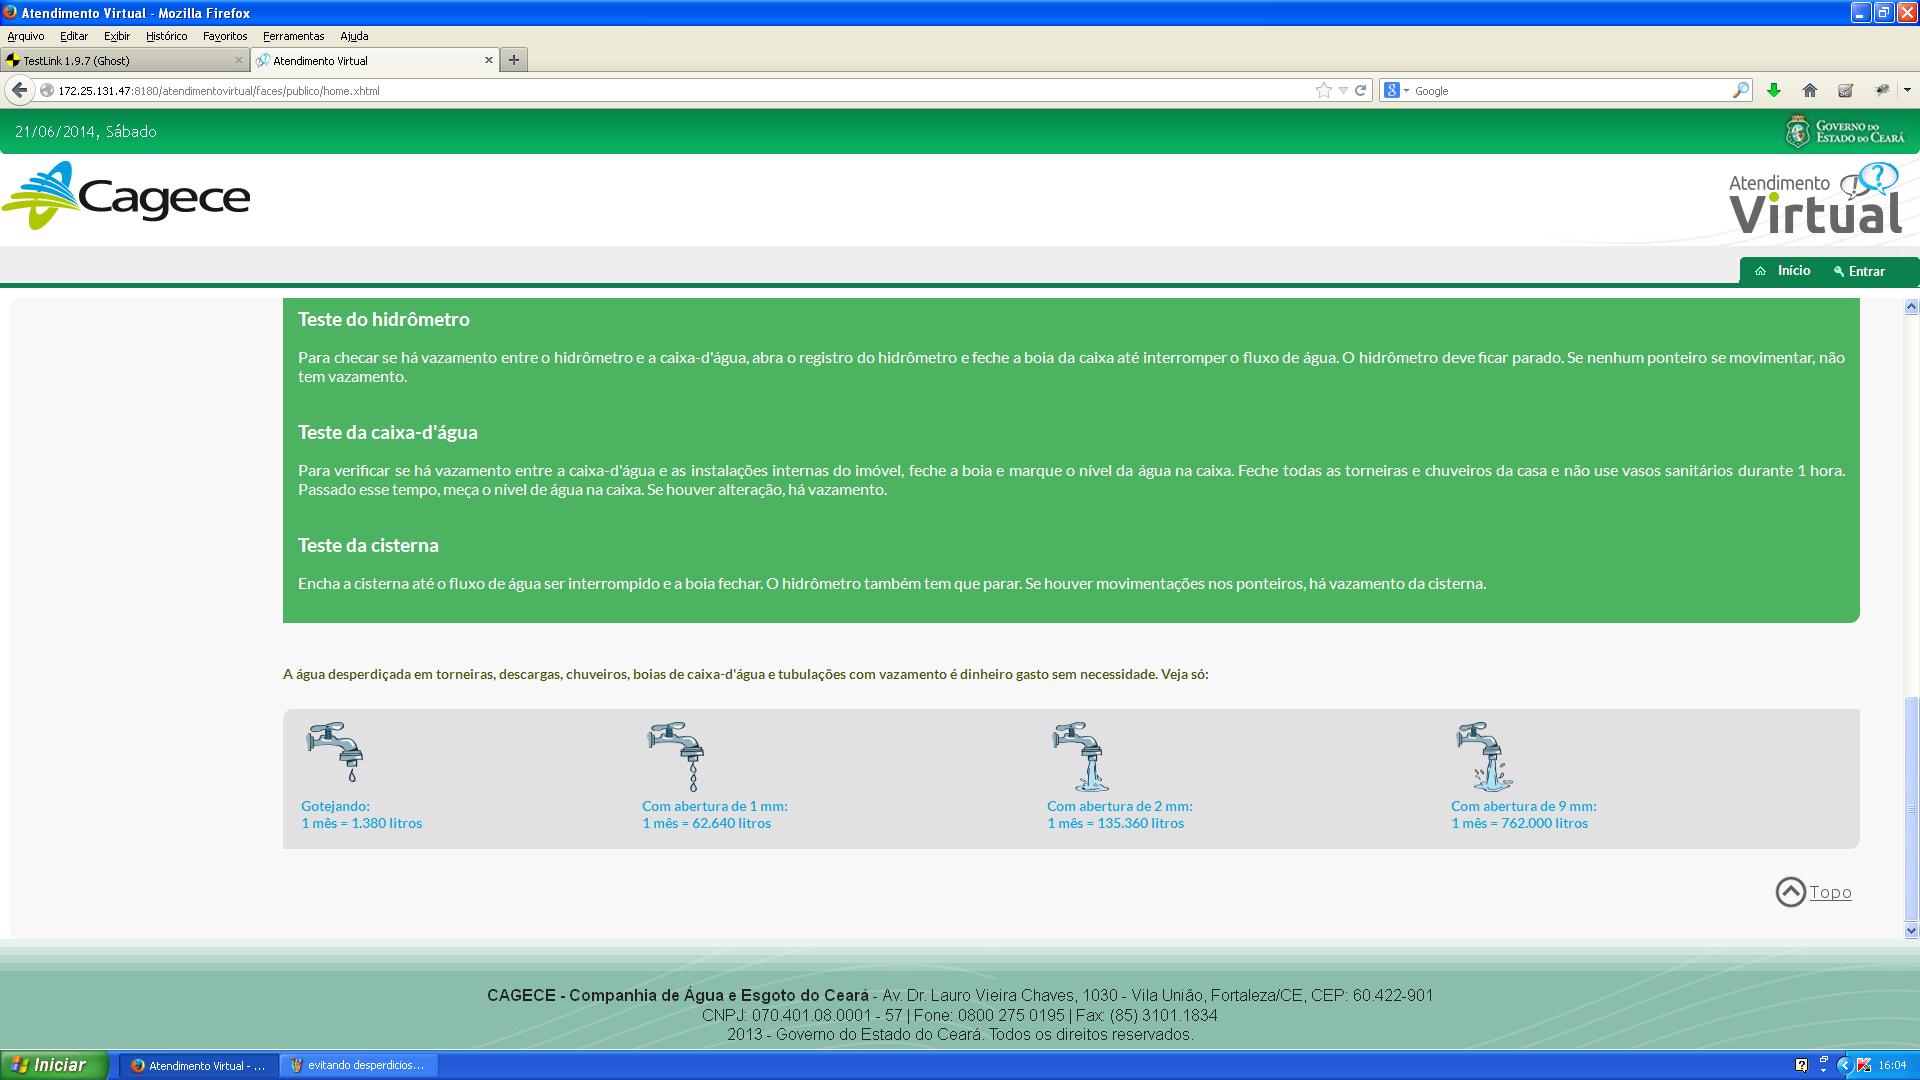 Atendimento Virtual - Mozilla Firefox
Arquivo Editar Exibir Histórico Favoritos Ferramentas Ajuda
TestLink 1.9.7 (Ghost)
Atendimento Virtual
172.25.131.47:8180/atendimentovirtual/faces/publico/home.xhtml
Google
21/06/2014, Sábado
GOVERNO DO
ESTADO DO CEARÁ
Cagece
Atendimento
Virtual
Início
Entrar
Teste do hidrômetro
Para checar se há vazamento entre o hidrômetro e a caixa-d'água, abra o registro do hidrômetro e feche a boia da caixa até interromper o fluxo de água. O hidrômetro deve ficar parado. Se nenhum ponteiro se movimentar, não
tem vazamento.
Teste da caixa-d'água
Para verificar se há vazamento entre a caixa-d'água e as instalações internas do imóvel, feche a boia e marque o nível da água na caixa. Feche todas as torneiras e chuveiros da casa e não use vasos sanitários durante 1 hora.
Passado esse tempo, meça o nível de água na caixa. Se houver alteração, há vazamento.
Teste da cisterna
Encha a cisterna até o fluxo de água ser interrompido e a boia fechar. O hidrômetro também tem que parar. Se houver movimentações nos ponteiros, há vazamento da cisterna.
A água desperdiçada em torneiras, descargas, chuveiros, boias de caixa-d'água e tubulações com vazamento é dinheiro gasto sem necessidade. Veja só:
Gotejando:
1 mês = 1.380 litros
Com abertura de 1 mm:
1 mês = 62.640 litros
Com abertura de 2 mm:
1 mês = 135.360 litros
Com abertura de 9 mm:
1 mês = 762.000 litros
Topo
CAGECE - Companhia de Água e Esgoto do Ceará - Av. Dr. Lauro Vieira Chaves, 1030 - Vila União, Fortaleza/CE, CEP: 60.422-901
CNPJ: 070.401.08.0001 - 57 | Fone: 0800 275 0195 | Fax: (85) 3101.1834
2013 - Governo do Estado do Ceará. Todos os direitos reservados.
Iniciar
Atendimento Virtual - ...
evitando desperdicios...
16:04